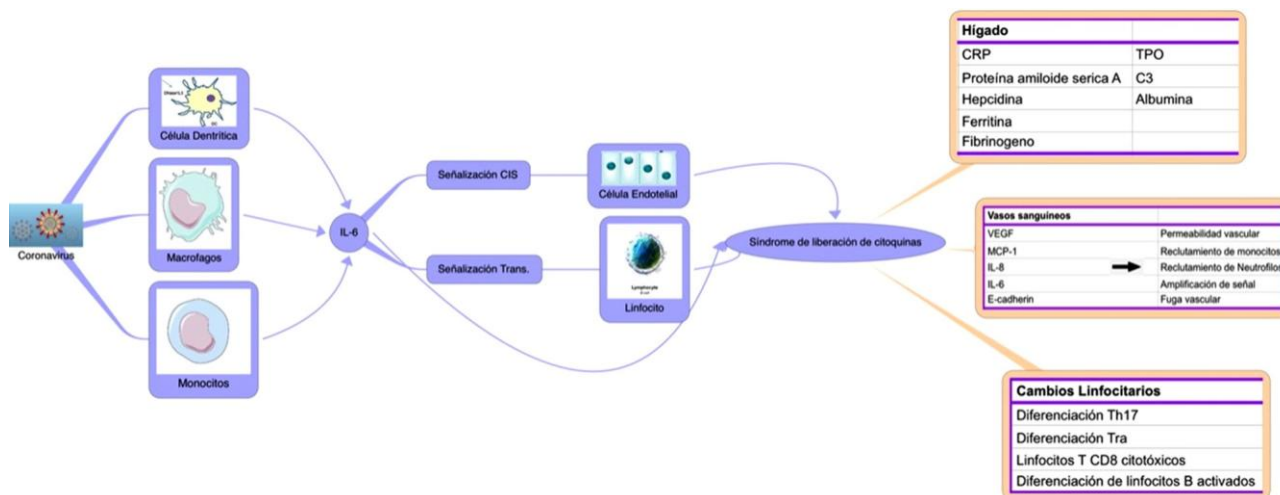 Coronavirus
Célula Dentritica
Macrofagos
Monocitos
IL-6
Señalización CIS
Señalización Trans.
Célula Endotelial
Lymphocyte
Linfocito
Síndrome de liberación de citoquinas
Hígado
CRP TPO
Proteína amiloide serica A C3
Hepcidina Albumina
Ferritina
Fibrinogeno
Vasos sanguíneos
VEGF Permeabilidad vascular
MCP-1 Reclutamiento de monocitos
IL-8 Reclutamiento de Neutrofilos
IL-6 Amplificación de señal
E-cadherin Fuga vascular
Cambios Linfocitarios
Diferenciación Th17
Diferenciación Tra
Linfocitos T CD8 citotóxicos
Diferenciación de linfocitos B activados